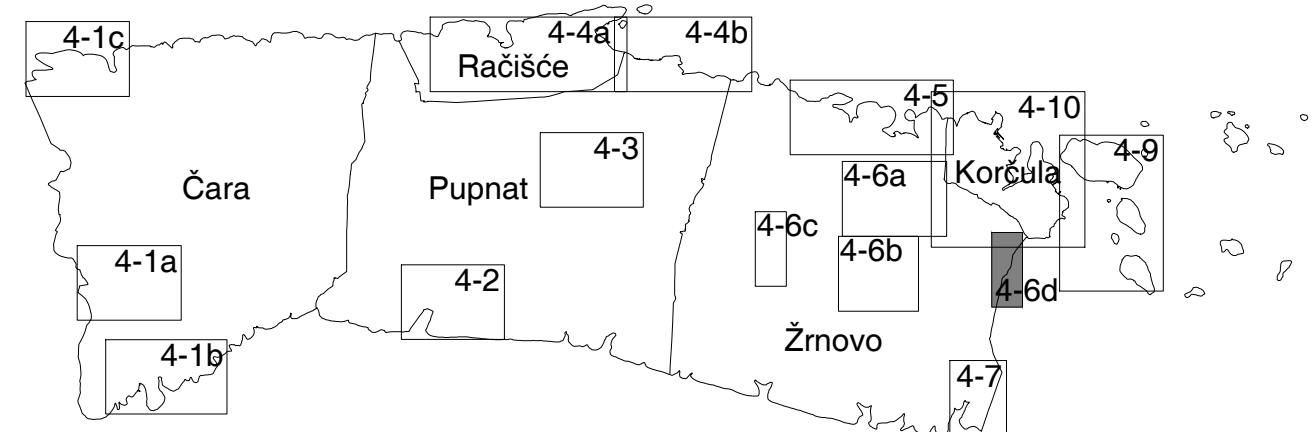 4-1c
4-4a
4-4b
Račišće
4-5
4-10
4-3
4-9
Čara
Pupnat
4-6a
Korčula
4-6c
4-6b
4-1a
4-2
4-6d
Žrnovo
4-1b
4-7